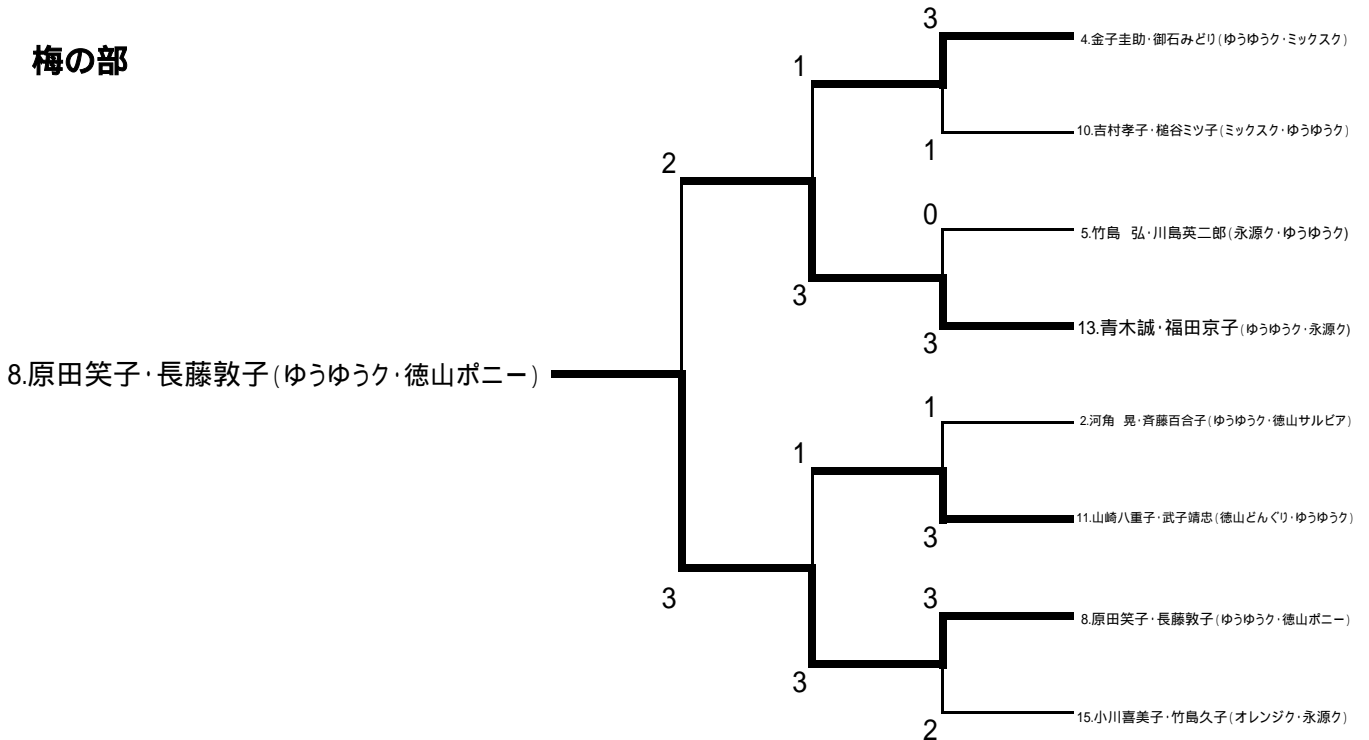 梅の部
3
4.金子圭助･御石みどり(ゆうゆうク･ミックスク)
1
10.吉村孝子･槌谷ミツ子(ミックスク･ゆうゆうク)
1
2
0
5.竹島　弘･川島英二郎(永源ク･ゆうゆうク)
3
13.青木誠･福田京子(ゆうゆうク･永源ク)
3
8.原田笑子･長藤敦子(ゆうゆうク･徳山ポニー)
1
2.河角　晃･斉藤百合子(ゆうゆうク･徳山サルビア)
1
11.山崎八重子･武子靖忠(徳山どんぐり･ゆうゆうク)
3
3
3
8.原田笑子･長藤敦子(ゆうゆうク･徳山ポニー)
3
15.小川喜美子･竹島久子(オレンジク･永源ク)
2